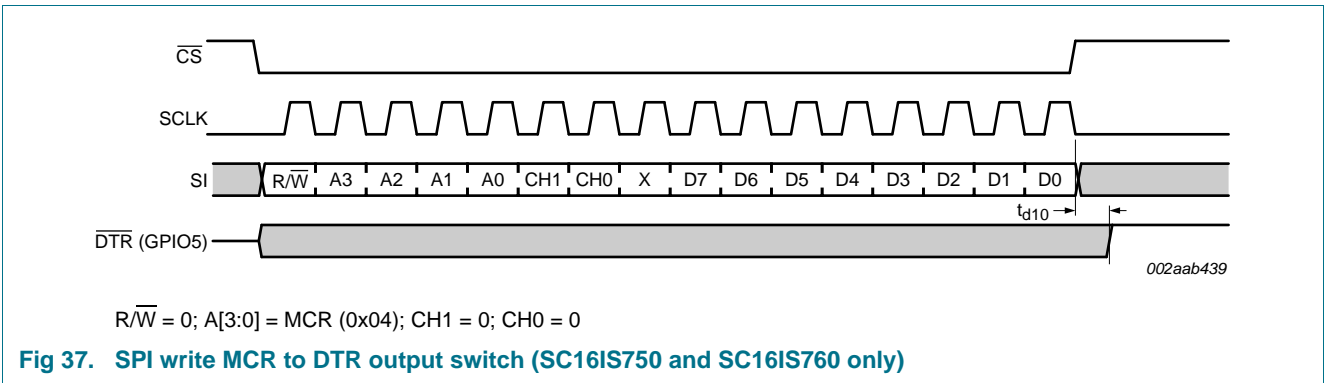 CS
SCLK
SI R/W A3 A2 A1 A0 CH1 CH0 X D7 D6 D5 D4 D3 D2 D1 D0
td10
DTR (GPIO5)
002aab439
R/W = 0; A[3:0] = MCR (0x04); CH1 = 0; CH0 = 0
Fig 37. SPI write MCR to DTR output switch (SC16IS750 and SC16IS760 only)